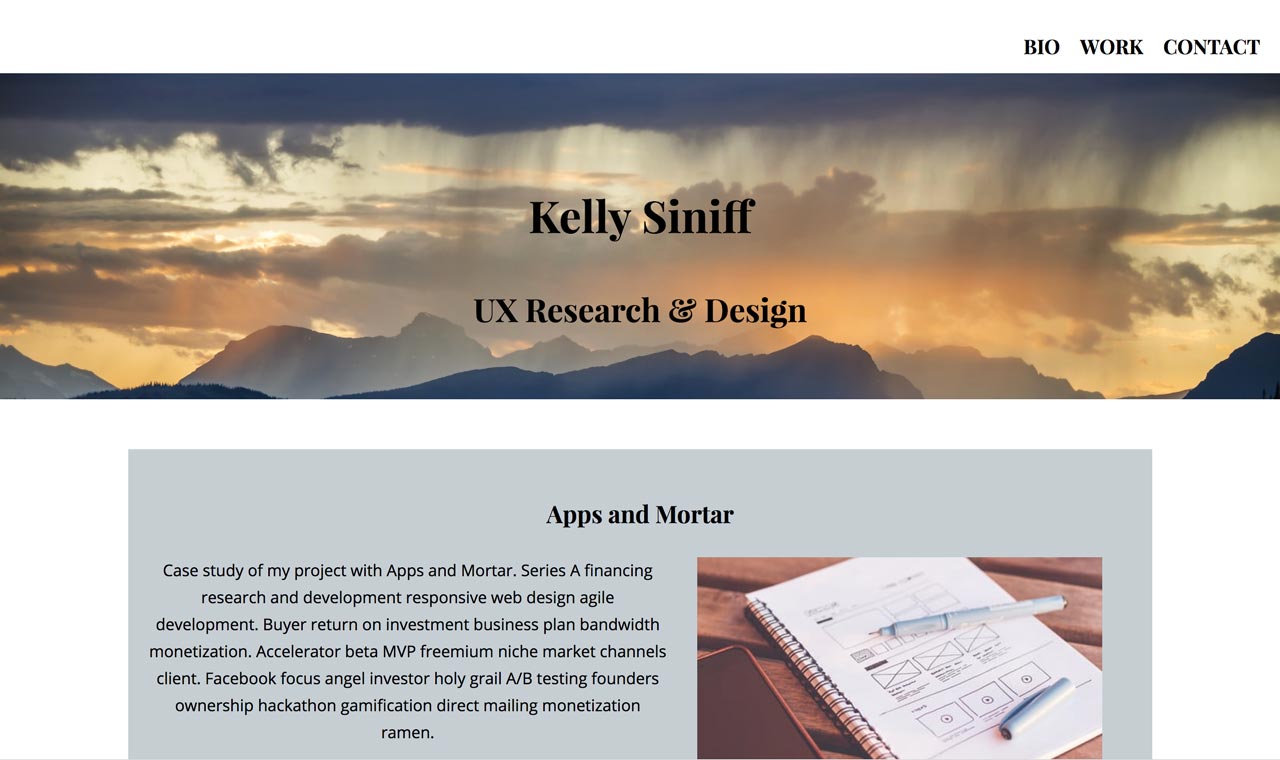 BIO WORK CONTACT
Kelly Siniff
UX Research & Design
Apps and Mortar
Case study of my project with Apps and Mortar. Series A financing
research and development responsive web design agile
development. Buyer return on investment business plan bandwidth
monetization. Accelerator beta MVP freemium niche market channels
client. Facebook focus angel investor holy grail A/B testing founders
ownership hackathon gamification direct mailing monetization
ramen.